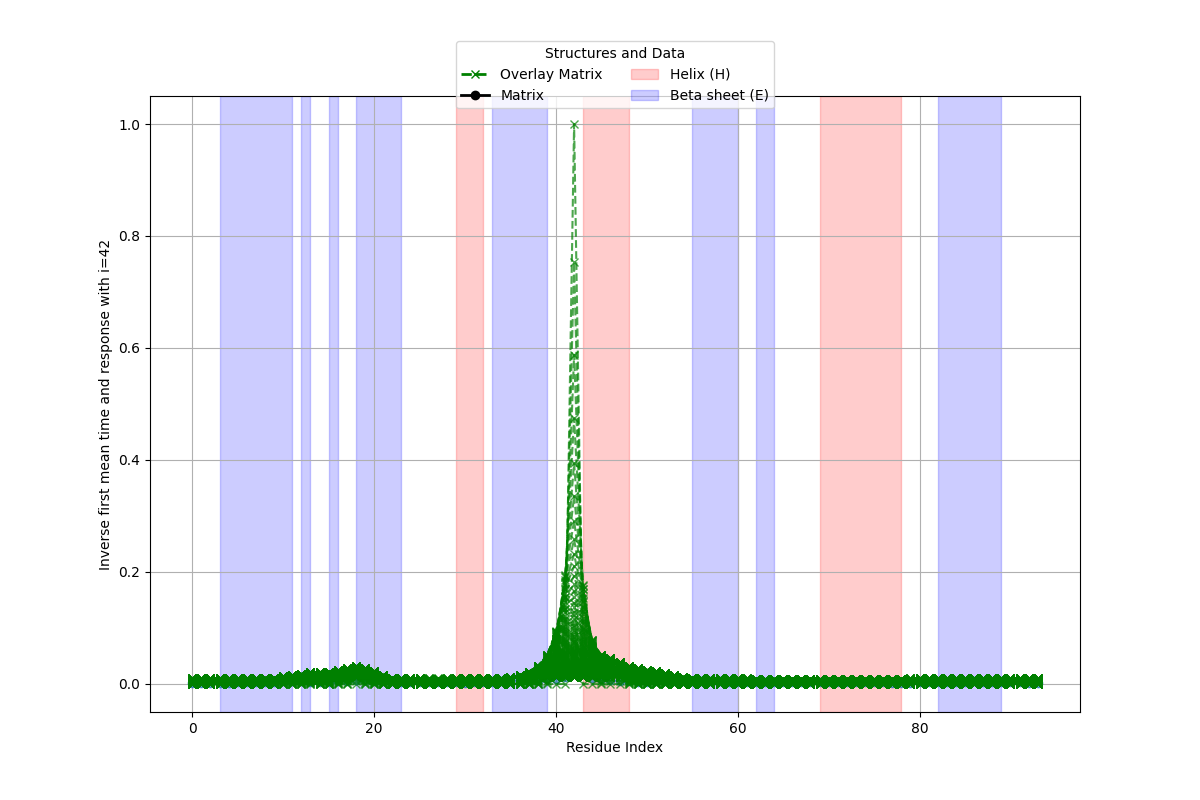 Structures and Data
Overlay Matrix
Matrix
Helix (H)
Beta sheet (E)
Inverse first mean time and response with i=42
1.0
0.8
0.6
0.4
0.2
0.0
0 20 40 60 80
Residue Index